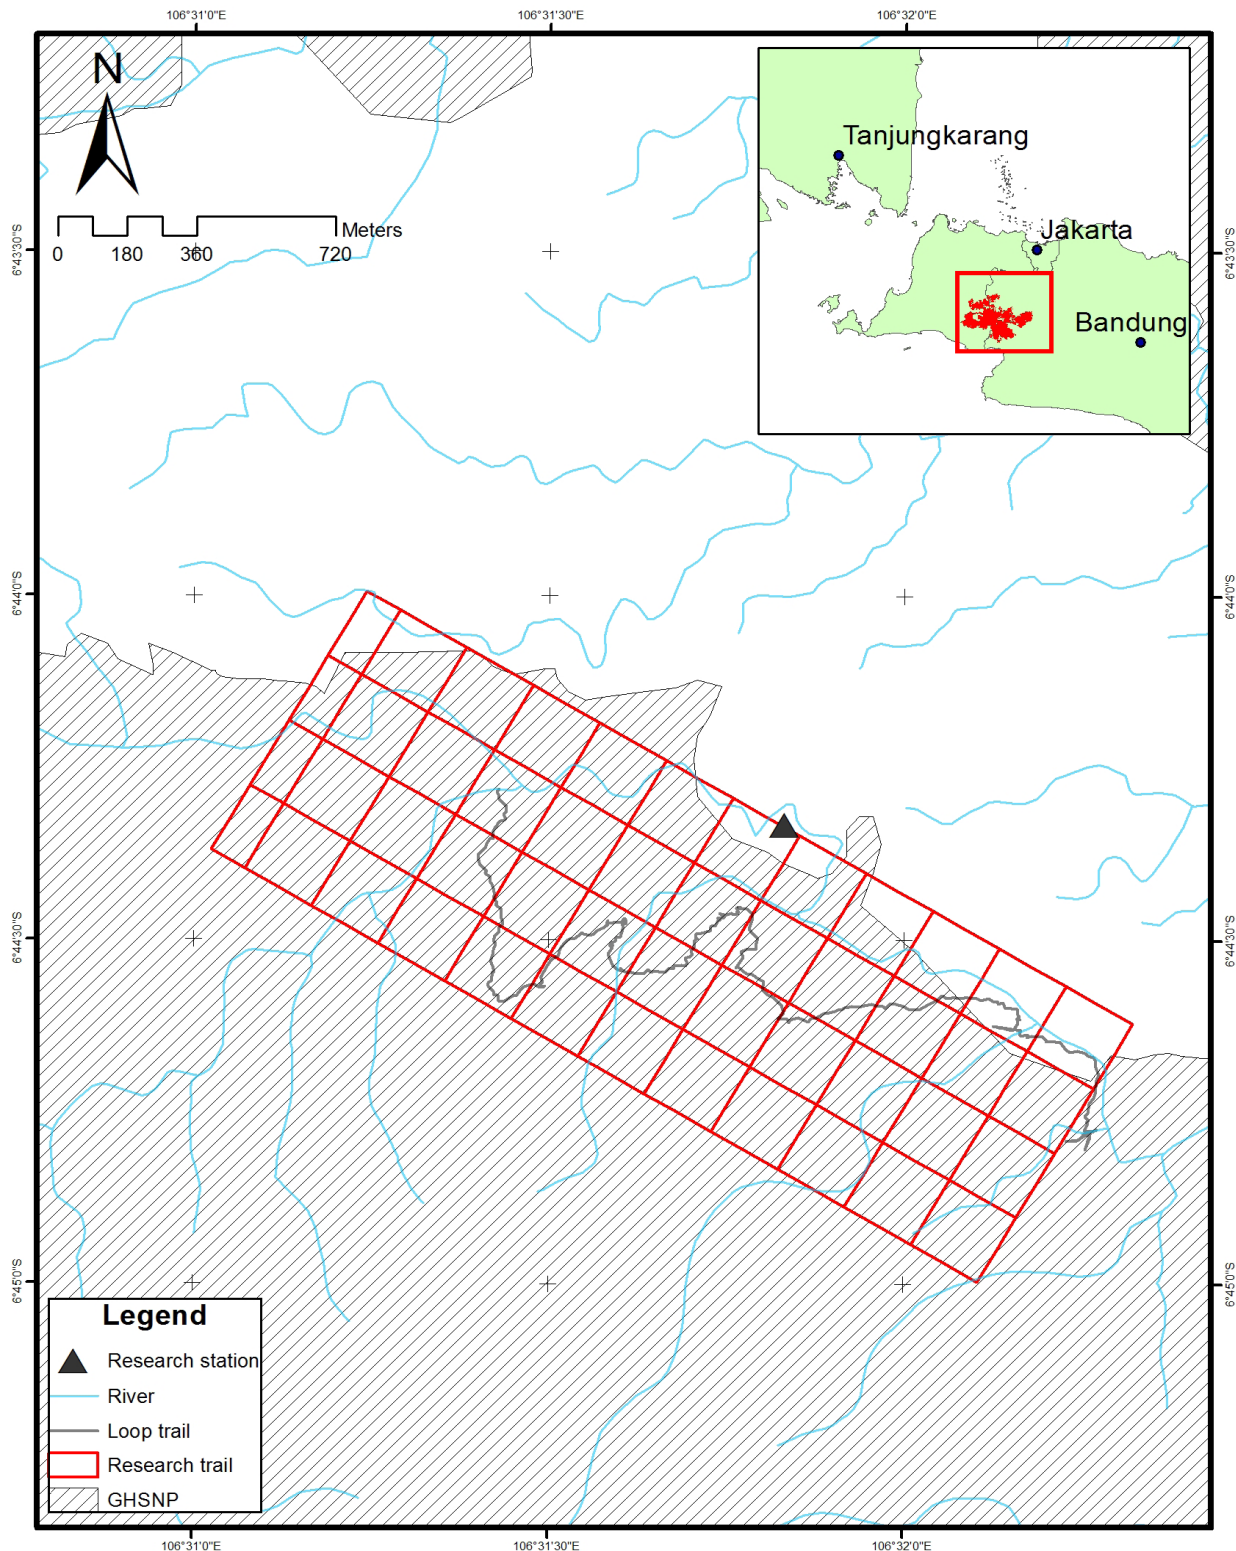 106°31'0"E
106°31'30"E
106°32'0"E
N
Meters
0
180
360
720
Tanjungkarang
Jakarta
Bandung
6°43'30"S
6°43'30"S
6°44'0"S
6°44'0"S
6°44'30"S
6°44'30"S
6°45'0"S
6°45'0"S
Legend
Research station
River
Loop trail
Research trail
GHSNP
106°31'0"E
106°31'30"E
106°32'0"E